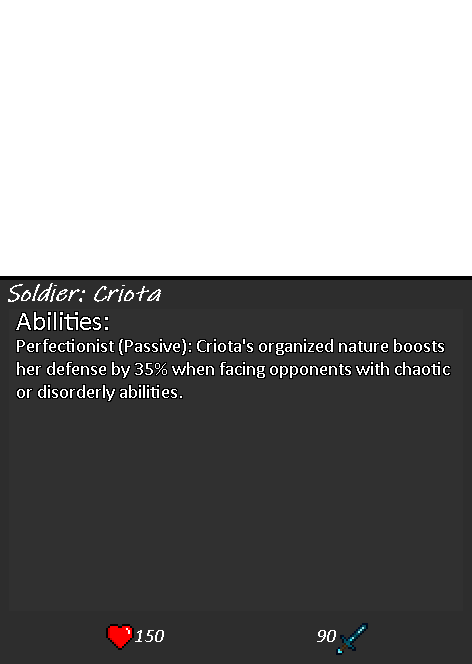 Soldier: Criota
Abilities:
Perfectionist (Passive): Criota's organized nature boosts
her defense by 35% when facing opponents with chaotic
or disorderly abilities.
150 90